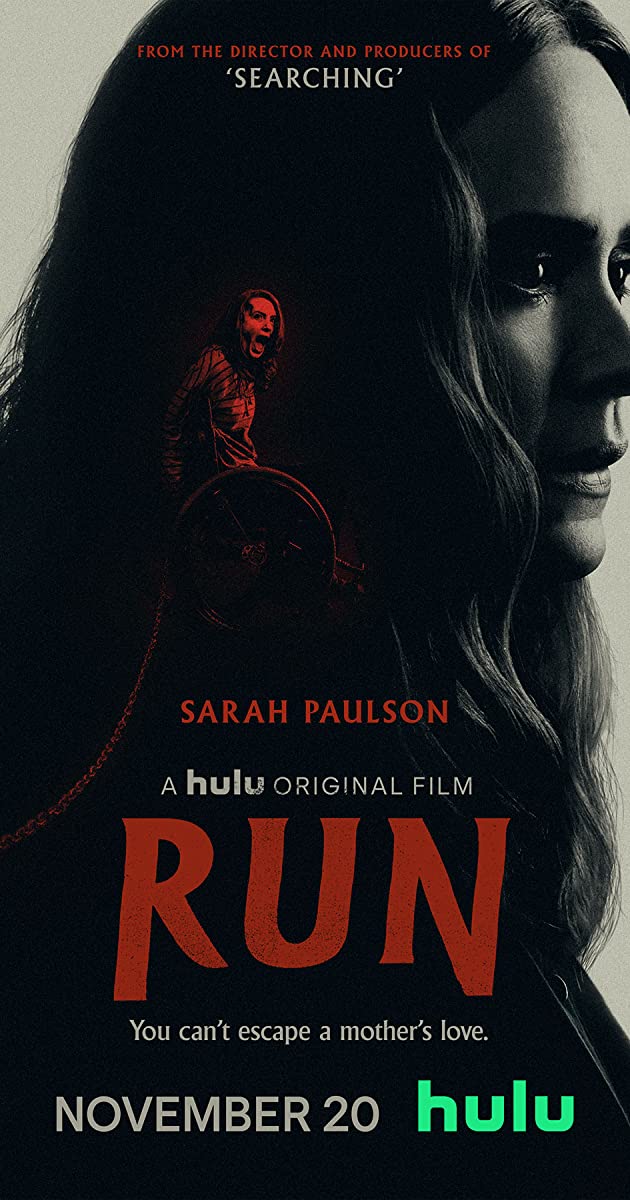 FROM THE DIRECTOR AND PRODUCERS OF
‘SEARCHING’
SARAH PAULSON
A hulu ORIGINAL FILM
RUN
You can’t escape a mother’s love.
NOVEMBER 20 hulu